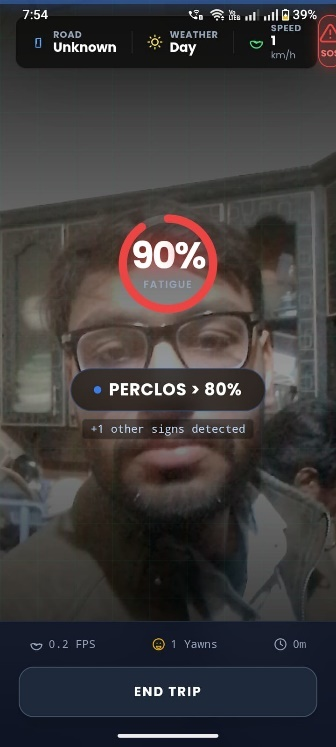 7:54
39%
ROAD
Unknown
WEATHER
Day
SPEED
1
km/h
SOS
90%
FATIGUE
PERCLOS > 80%
+1 other signs detected
0.2 FPS
1 Yawns
0m
END TRIP